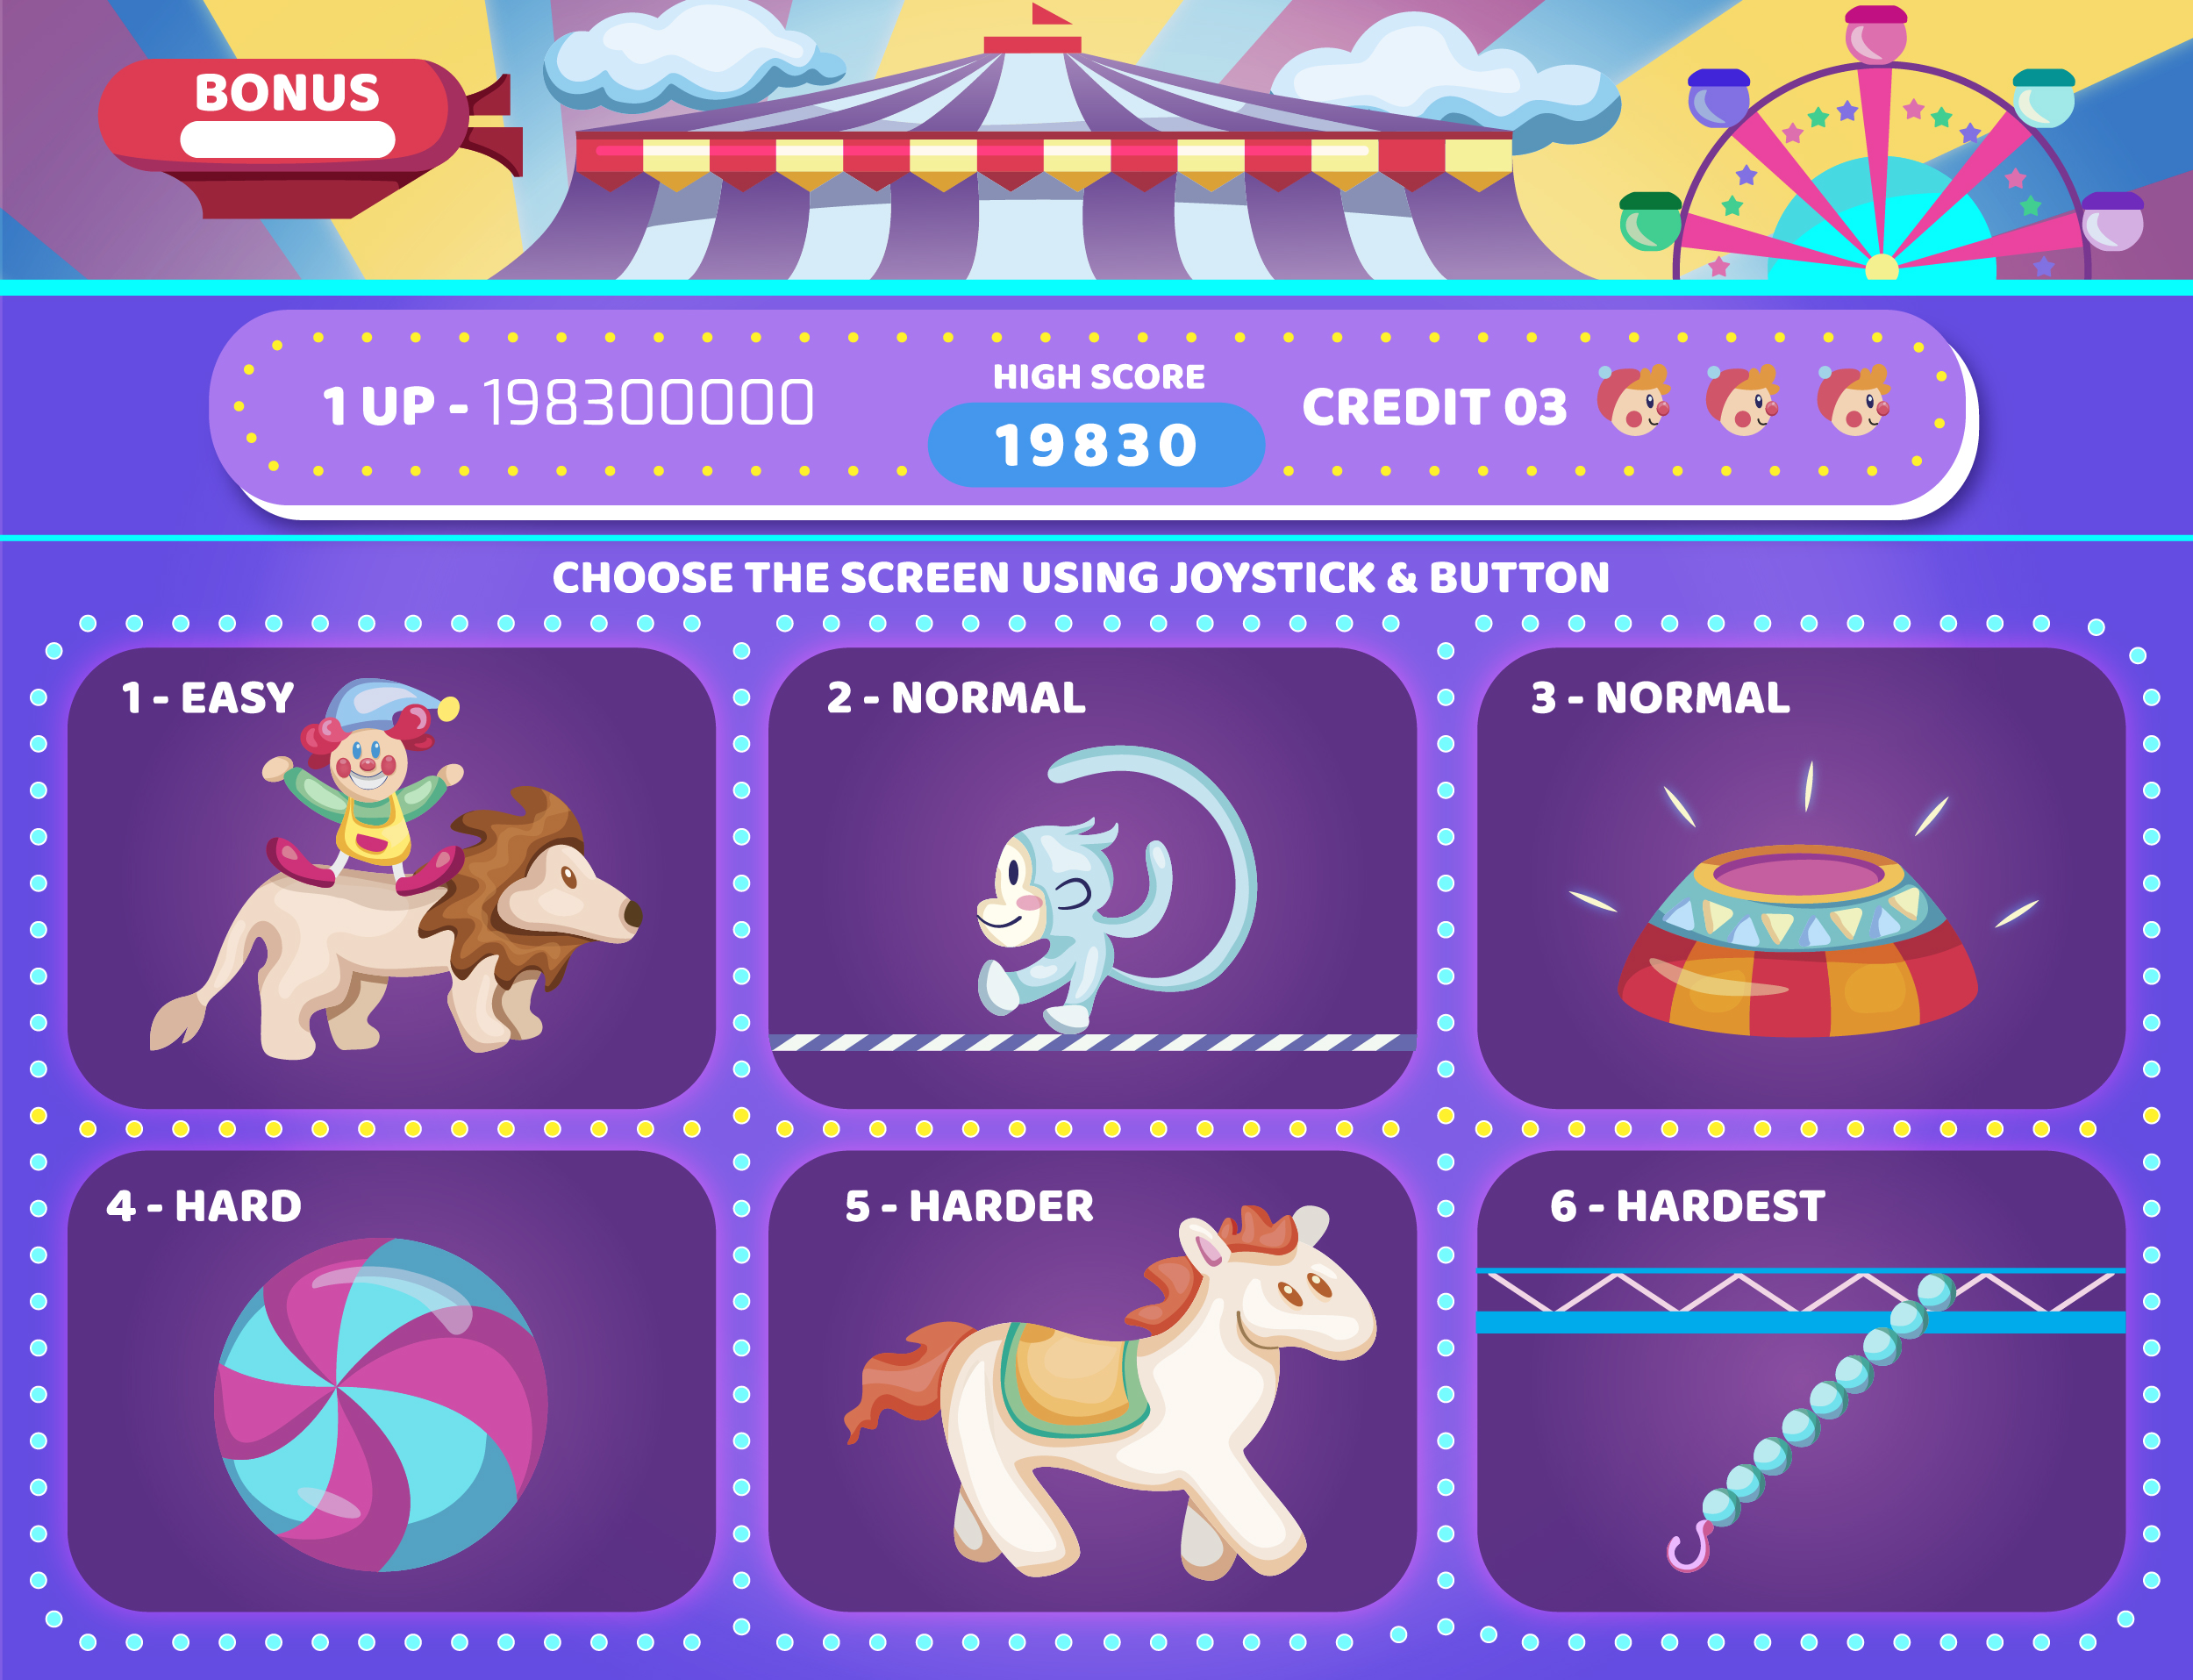 BONUS
1 UP - 198300000
HIGH SCORE
19830
CREDIT 03
CHOOSE THE SCREEN USING JOYSTICK & BUTTON
1 - EASY
2 - NORMAL
3 - NORMAL
4 - HARD
5 - HARDER
6 - HARDEST